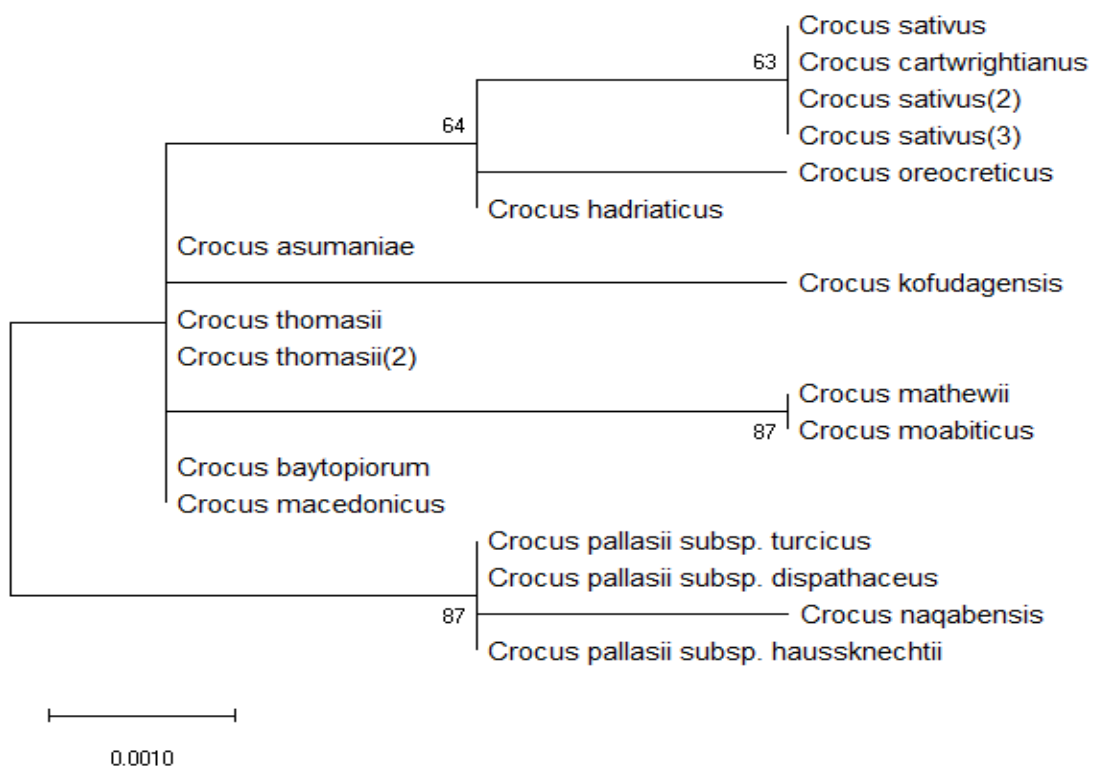 Crocus sativus
63
Crocus cartwrightianus
Crocus sativus(2)
64
Crocus sativus(3)
Crocus oreocreticus
Crocus hadriaticus
Crocus asumaniae
Crocus kofudagensis
Crocus thomasii
Crocus thomasii(2)
Crocus mathewii
87
Crocus moabiticus
Crocus baytopiorum
Crocus macedonicus
Crocus pallasii subsp. turcicus
Crocus pallasii subsp. dispathaceus
87
Crocus naqabensis
Crocus pallasii subsp. haussknechtii
0.0010